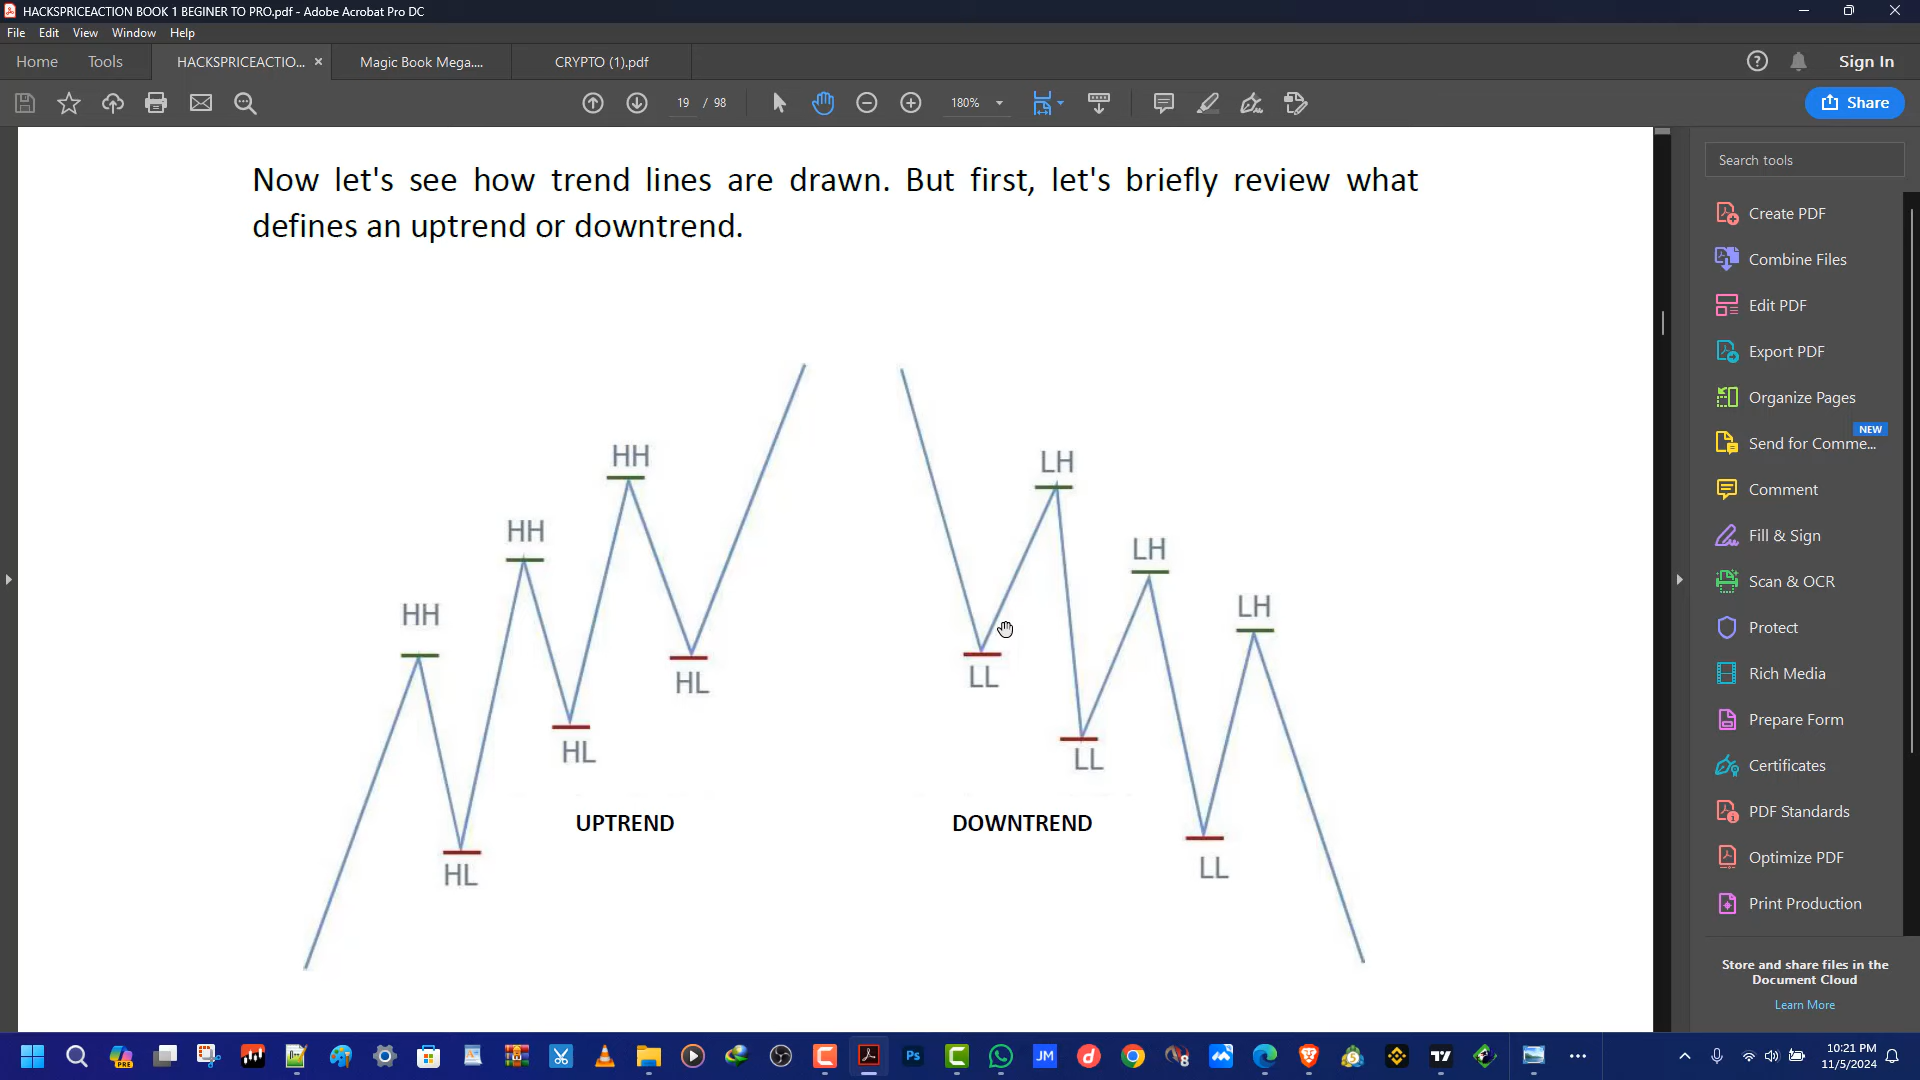 HACKSPRICEACTION BOOK 1 BEGINER TO PRO.pdf - Adobe Acrobat Pro DC
File Edit View Window Help
Home Tools HACKSPRICEACTIO... × Magic Book Mega.... CRYPTO (1).pdf Sign In
19 / 98 180% Share
Now let's see how trend lines are drawn. But first, let's briefly review what
defines an uptrend or downtrend.
HH
LH
HH
LH
HH
LH
LL
HL
HL
LL
UPTREND
DOWNTREND
HL
LL
Search tools
Create PDF
Combine Files
Edit PDF
Export PDF
Organize Pages
NEW
Send for Comme...
Comment
Fill & Sign
Scan & OCR
Protect
Rich Media
Prepare Form
Certificates
PDF Standards
Optimize PDF
Print Production
Store and share files in the
Document Cloud
Learn More
PRE
Ps
JM
8
10:21 PM
11/5/2024